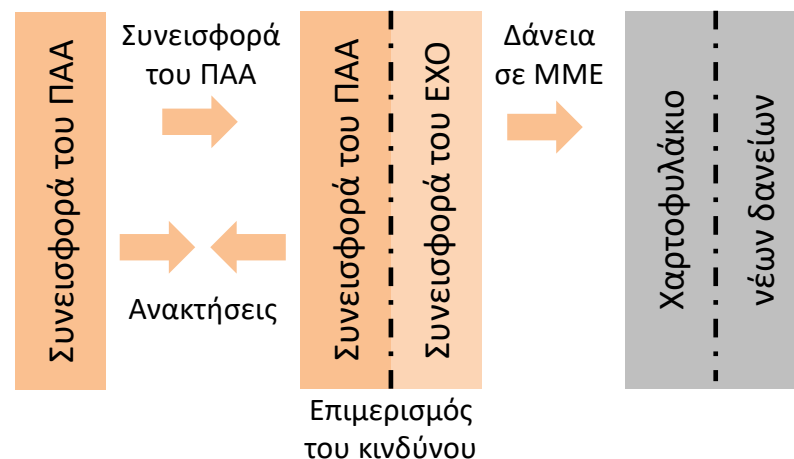 Συνεισφορά του ΠΑΑ
Συνεισφορά
του ΠΑΑ
Ανακτήσεις
Συνεισφορά του ΠΑΑ
Συνεισφορά του ΕΧΟ
Επιμερισμός
του κινδύνου
Δάνεια
σε ΜΜΕ
Χαρτοφυλάκιο
νέων δανείων